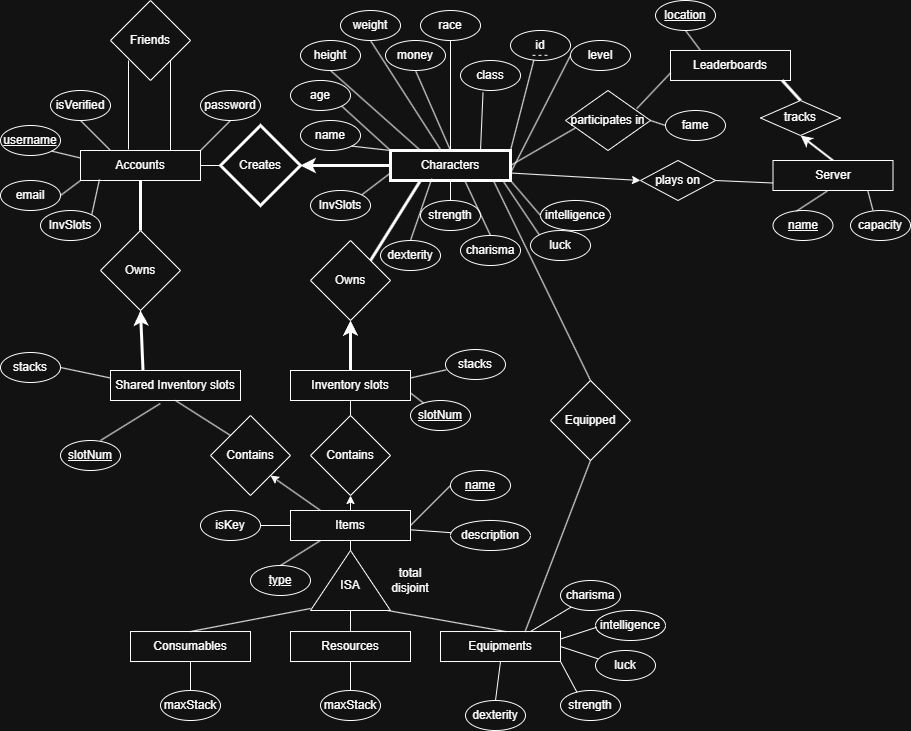 location
race
weight
Friends
id
money
height
level
Leaderboards
class
age
isVerified
password
tracks
participates in
fame
name
username
Accounts
Creates
Characters
Server
plays on
email
InvSlots
InvSlots
strength
intelligence
name
capacity
luck
charisma
dexterity
Owns
Owns
stacks
stacks
Shared Inventory slots
Inventory slots
slotNum
Equipped
slotNum
Contains
Contains
name
isKey
Items
description
type
ISA
total
disjoint
charisma
intelligence
Consumables
Resources
Equipments
luck
maxStack
maxStack
strength
dexterity